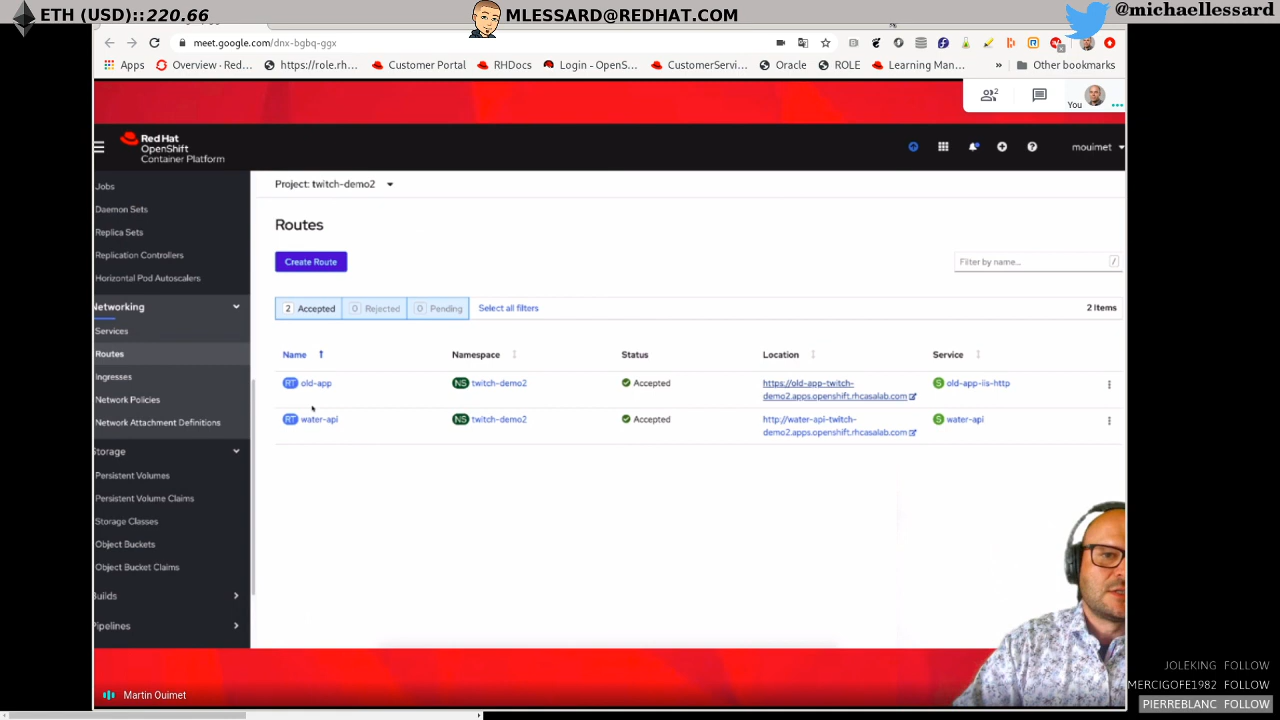 ETH (USD)::220.66
MLESSARD@REDHAT.COM
@michaellessard
meet.google.com/dnx-bgbq-ggx
Apps
Overview - Red...
https://role.rh...
Customer Portal
RHDocs
Login - OpenS...
CustomerServi...
Oracle
ROLE
Learning Man...
»
Other bookmarks
2
You
Red Hat
OpenShift
Container Platform
mouimet
Jobs
Daemon Sets
Replica Sets
Replication Controllers
Horizontal Pod Autoscalers
Networking
Services
Routes
Ingresses
Network Policies
Network Attachment Definitions
Storage
Persistent Volumes
Persistent Volume Claims
Storage Classes
Object Buckets
Object Bucket Claims
Builds
Pipelines
Project: twitch-demo2
Routes
Create Route
Filter by name...
/
2 Accepted
0 Rejected
0 Pending
Select all filters
2 Items
Name
Namespace
Status
Location
Service
RT old-app
NS twitch-demo2
Accepted
https://old-app-twitch-
demo2.apps.openshift.rhcasalab.com
S old-app-iis-http
RT water-api
NS twitch-demo2
Accepted
http://water-api-twitch-
demo2.apps.openshift.rhcasalab.com
S water-api
Martin Ouimet
JOLEKING FOLLOW
MERCIGOFE1982 FOLLOW
PIERREBLANC FOLLOW